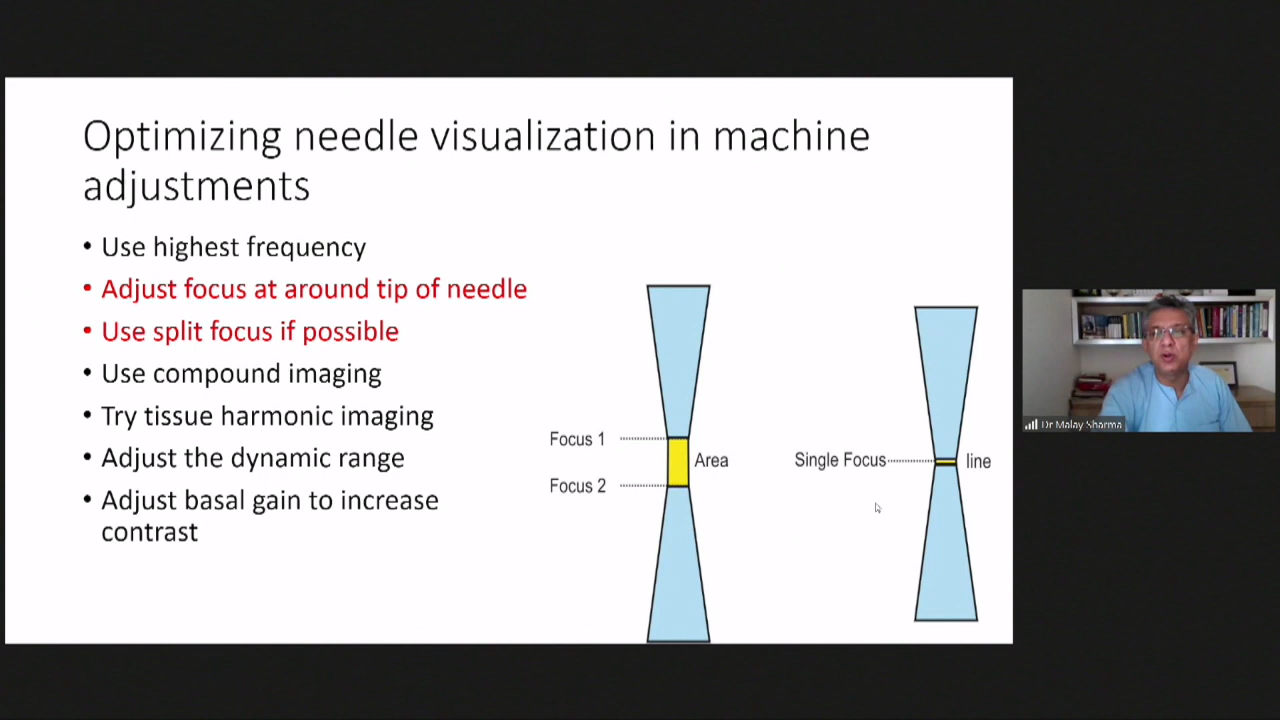 Optimizing needle visualization in machine
adjustments
• Use highest frequency
• Adjust focus at around tip of needle
• Use split focus if possible
• Use compound imaging
• Try tissue harmonic imaging
• Adjust the dynamic range
• Adjust basal gain to increase
contrast
Focus 1
Area
Focus 2
Single Focus
line
Dr Malay Sharma